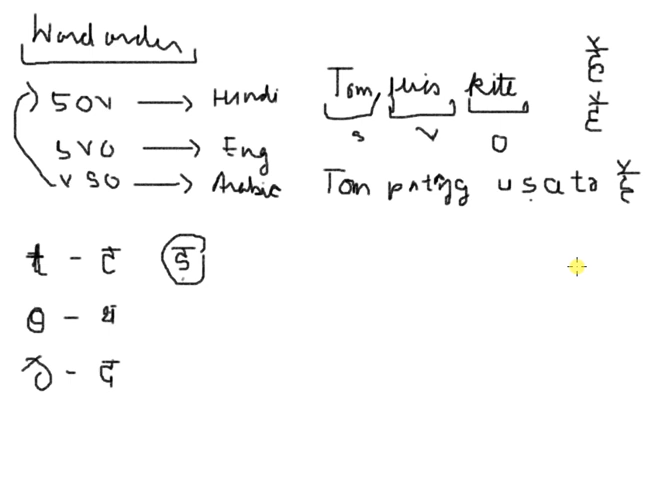 Word order
SOV → Hindi
SVO → Eng
VSO → Arabic
Tom, flies kite
S V O
Tom
है
है
है
t - ट ड
θ - थ
ð - द